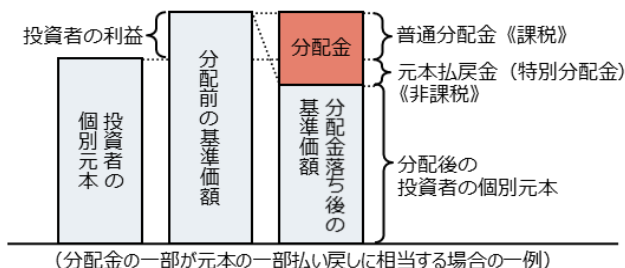 投資者の利益
投資者の
個別元本
分配前の基準価額
分配金
分配金落ち後の
基準価額
普通分配金《課税》
元本払戻金（特別分配金）
《非課税》
分配後の
投資者の個別元本
（分配金の一部が元本の一部払い戻しに相当する場合の一例）